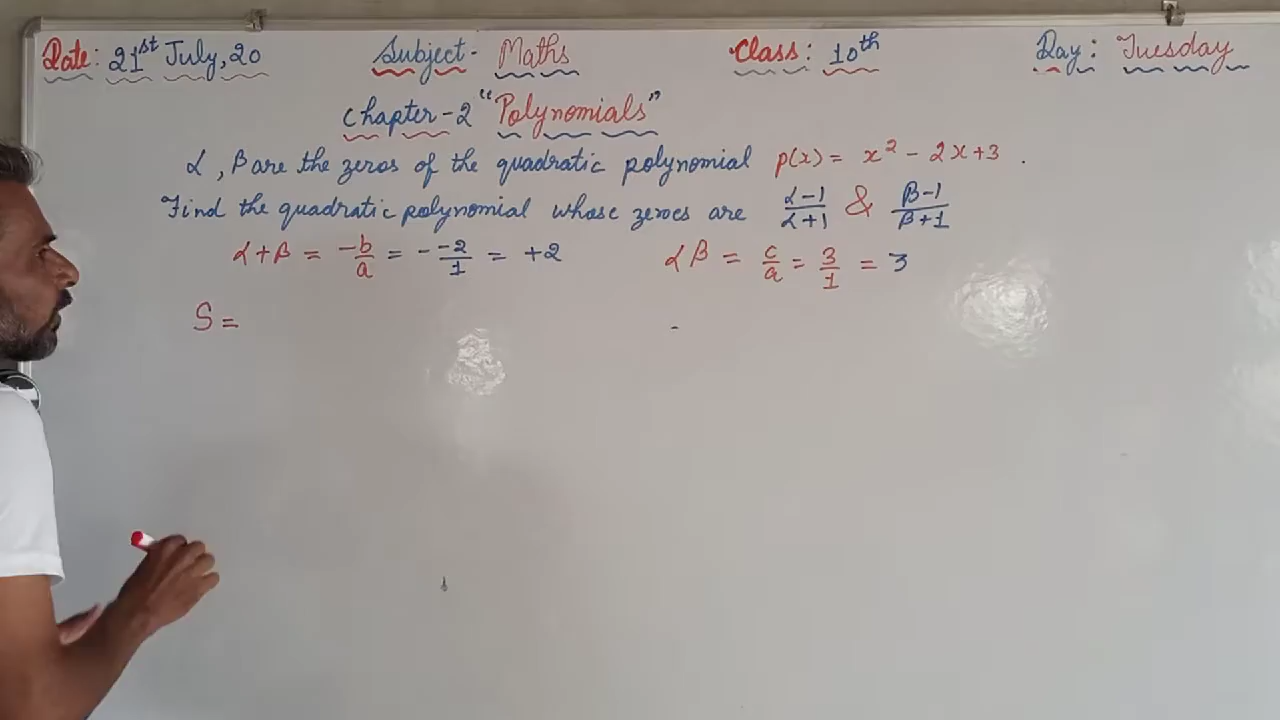 Date: 21st July, 20 Subject- Maths Class: 10th Day: Tuesday
Chapter-2 "Polynomials"
α, β are the zeros of the quadratic polynomial p(x) = x² - 2x+3 .
Find the quadratic polynomial whose zeroes are (α-1)/(α+1) & (β-1)/(β+1)
α+β = -b/a = - -2/1 = +2 αβ = c/a = 3/1 = 3
S = -